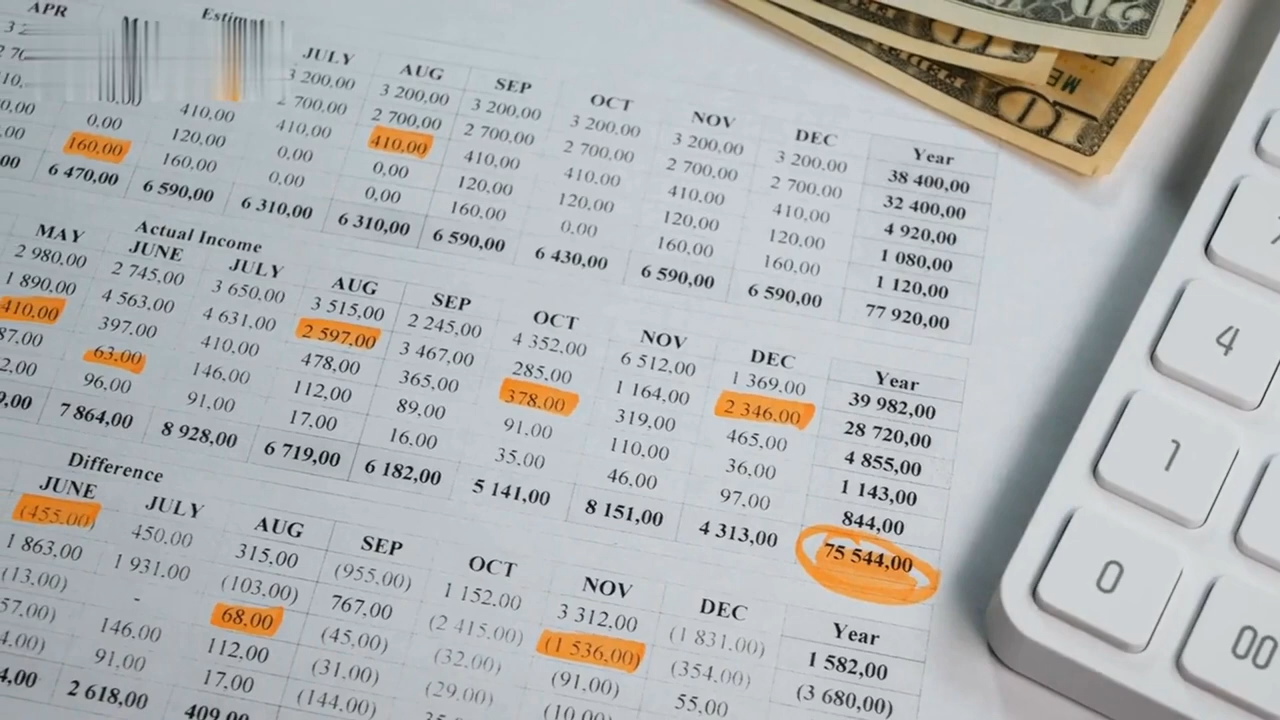 APR Estim
JULY AUG SEP OCT NOV DEC Year
3 200,00 3 200,00 3 200,00 3 200,00 3 200,00 3 200,00 38 400,00
2 700,00 2 700,00 2 700,00 2 700,00 2 700,00 2 700,00 32 400,00
410,00 410,00 410,00 410,00 410,00 410,00 410,00 4 920,00
0,00 120,00 0,00 0,00 120,00 120,00 120,00 120,00 1 080,00
160,00 160,00 0,00 0,00 160,00 0,00 160,00 160,00 1 120,00
6 470,00 6 590,00 6 310,00 6 310,00 6 590,00 6 430,00 6 590,00 6 590,00 77 920,00
Actual Income
MAY JUNE JULY AUG SEP OCT NOV DEC Year
2 980,00 2 745,00 3 650,00 3 515,00 2 245,00 4 352,00 6 512,00 1 369,00 39 982,00
1 890,00 4 563,00 4 631,00 2 597,00 3 467,00 285,00 1 164,00 2 346,00 28 720,00
410,00 397,00 410,00 478,00 365,00 378,00 319,00 465,00 4 855,00
63,00 146,00 112,00 89,00 91,00 110,00 36,00 1 143,00
96,00 91,00 17,00 16,00 35,00 46,00 97,00 844,00
7 864,00 8 928,00 6 719,00 6 182,00 5 141,00 8 151,00 4 313,00 75 544,00
Difference
JUNE JULY AUG SEP OCT NOV DEC Year
(455,00) 450,00 315,00 (955,00) 1 152,00 3 312,00 (1 831,00) 1 582,00
1 863,00 1 931,00 (103,00) 767,00 (2 415,00) (1 536,00) (354,00) (3 680,00)
(13,00) - 68,00 (45,00) (32,00) (91,00) 55,00
146,00 112,00 (31,00) (29,00)
91,00 17,00 (144,00)
2 618,00 409,00
4
1
0
00